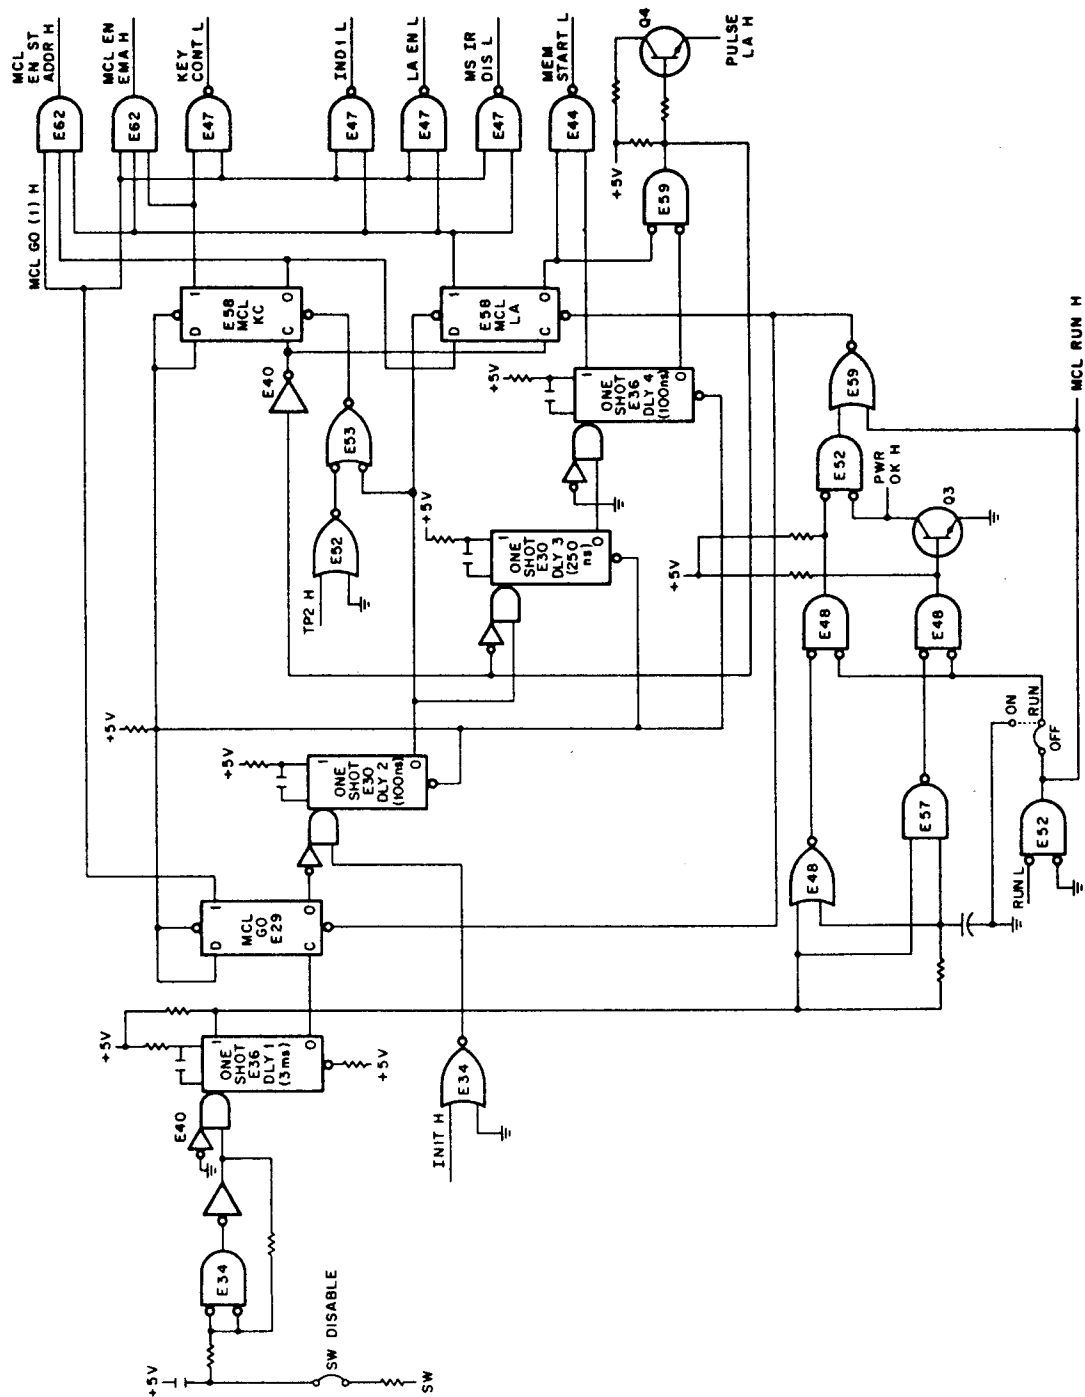 MCL
EN ST
ADDR H
MCL EN
EMA H
KEY
CONT L
IND 1 L
LA EN L
MS IR
DIS L
MEM
START L
Q4
PULSE
LA H
E62
E62
E47
E47
E47
E47
E44
+5V
E59
MCL GO (1) H
D 1
E58
MCL
KC
C 0
D 1
E58
MCL
LA
C 0
E40
+5V
1
ONE
SHOT
E36
DLY 4
(100ns)
0
E59
MCL RUN H
E53
E52
PWR
OK H
Q3
+5V
1
ONE
SHOT
E30
DLY 3
(250
ns)
0
E52
TP2 H
+5V
E48
E48
ON
RUN
OFF
+5V
+5V
1
ONE
SHOT
E30
DLY 2
(100ns)
0
E57
E52
RUN L
E48
D 1
MCL
GO
E29
C 0
+5V
1
ONE
SHOT
E36
DLY 1
(3ms)
0
+5V
E34
INIT H
E40
E34
+5V
SW DISABLE
SW